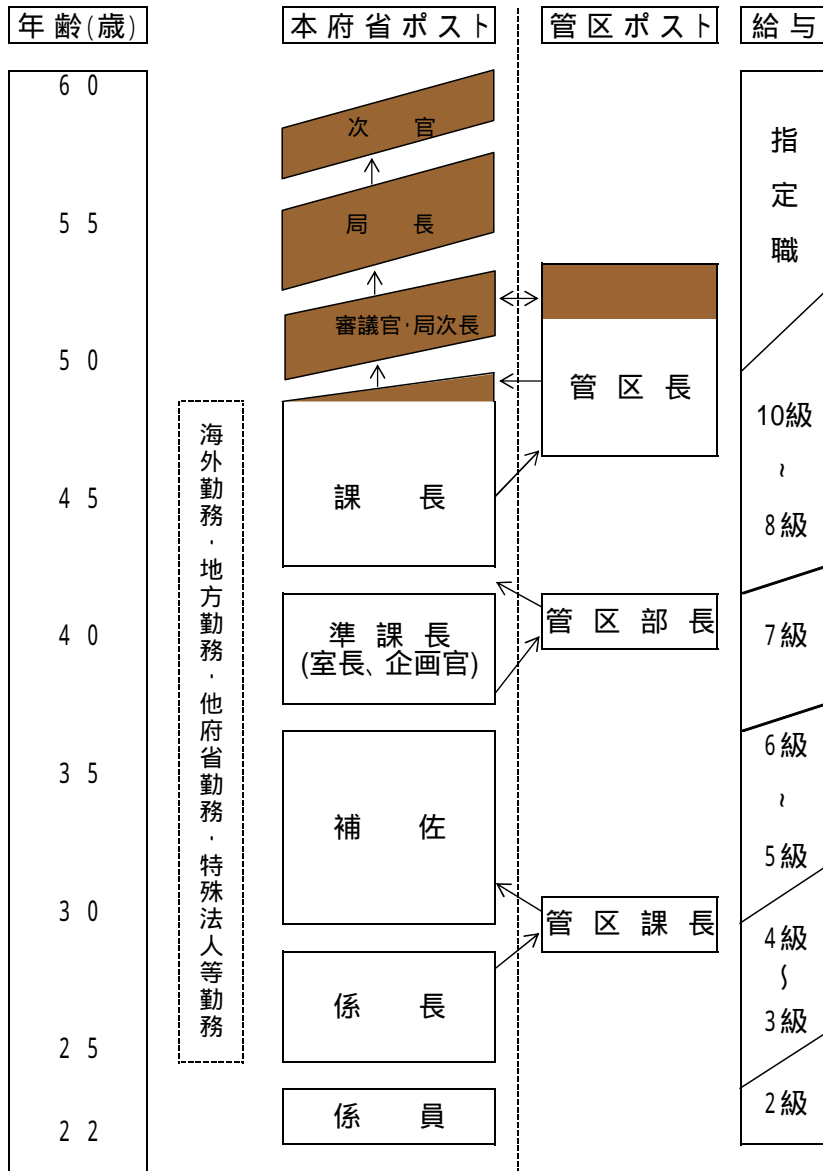 年齢(歳)
本府省ポスト
管区ポスト
給与
60
55
50
45
40
35
30
25
22
海外勤務・地方勤務・他府省勤務・特殊法人等勤務
次官
局長
審議官・局次長
課長
準課長
(室長、企画官)
補佐
係長
係員
管区長
管区部長
管区課長
指定職
10級
~
8級
7級
6級
~
5級
4級
~
3級
2級